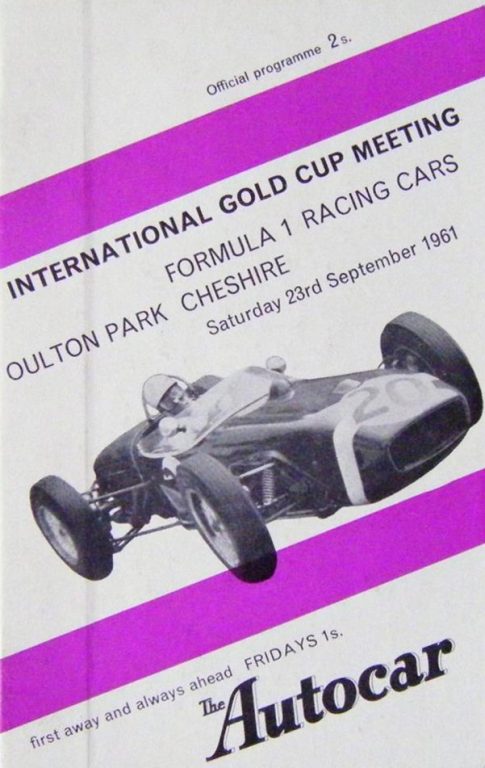 Official programme 2s.
INTERNATIONAL GOLD CUP MEETING
FORMULA 1 RACING CARS
OULTON PARK CHESHIRE
Saturday 23rd September 1961
20
first away and always ahead FRIDAYS 1s.
The Autocar